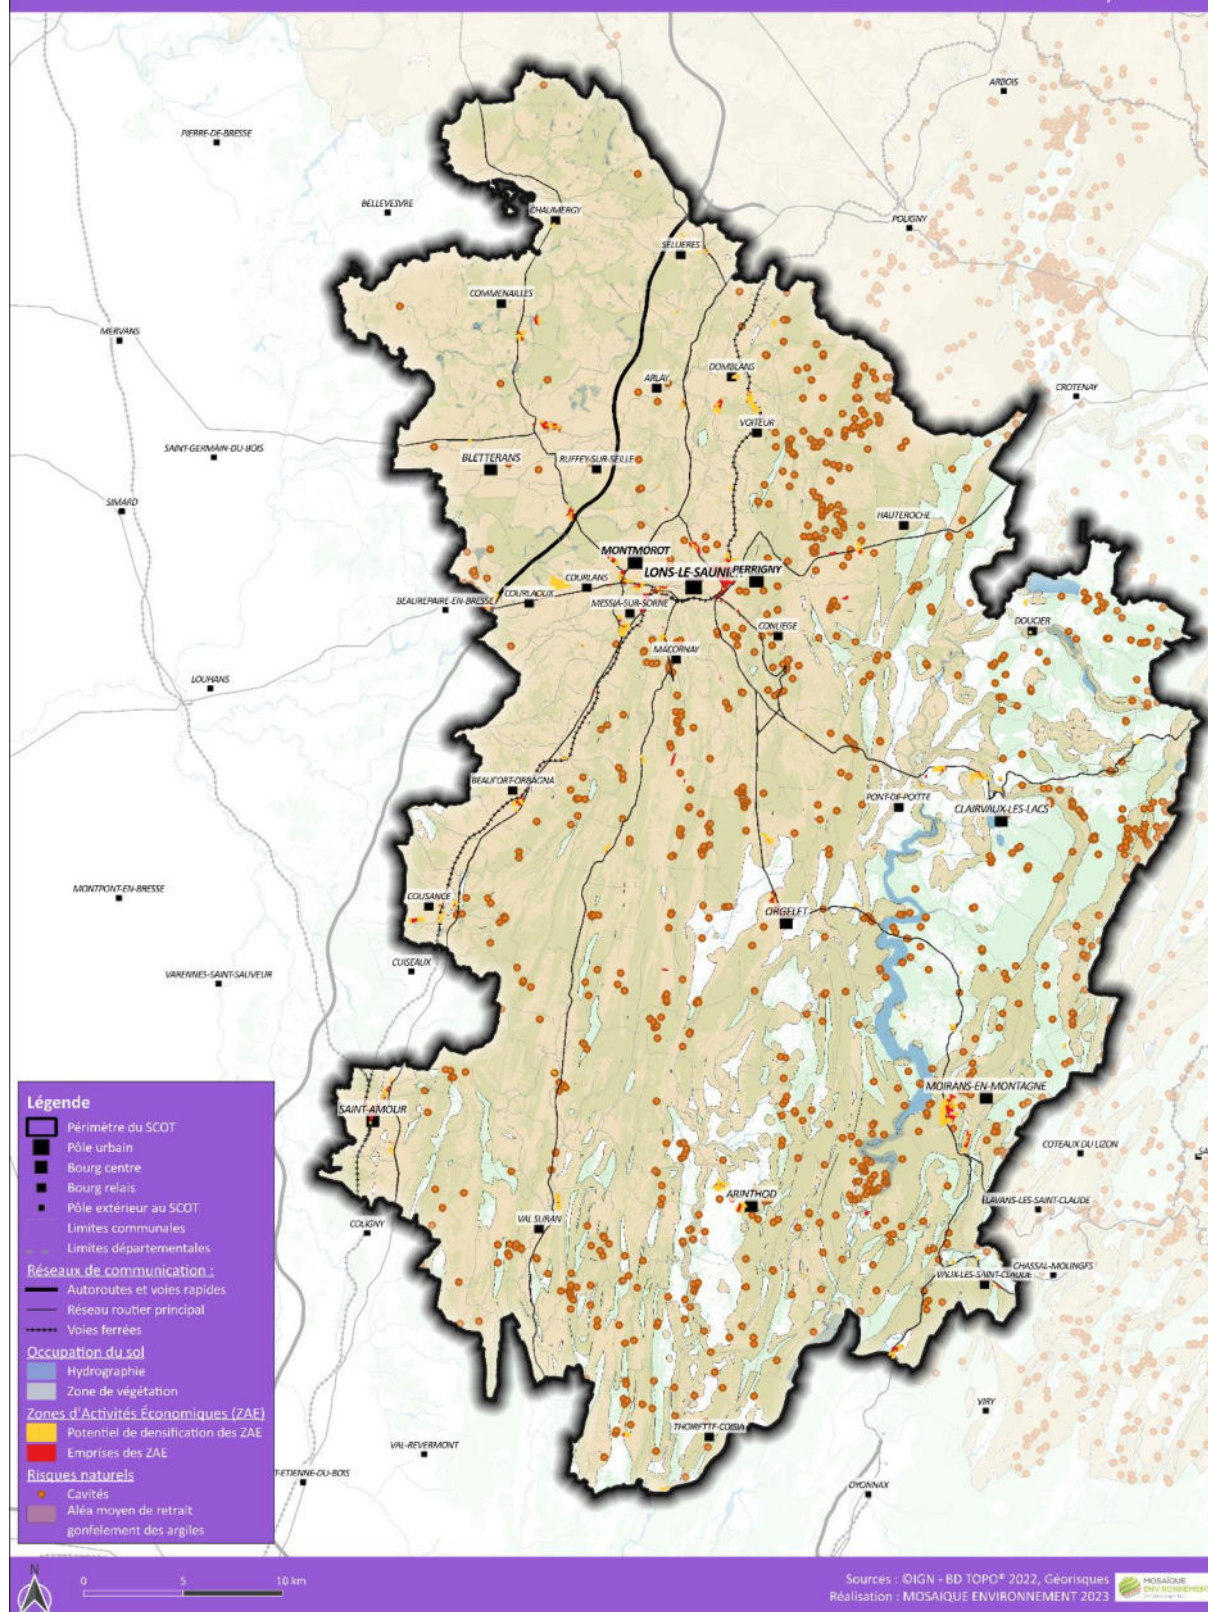 ARBOIS
PIERRE-DE-BRESSE
BELLEVESVRE
CHAUMERGY
POLIGNY
SELLIERES
COMMENAILLES
MERVANS
DOMBLANS
ARLAY
CROTENAY
VOITEUR
SAINT-GERMAIN-DU-BOIS
BLETTERANS
RUFFEY-SUR-SEILLE
SIMARD
HAUTEROCHE
MONTMOROT
LONS-LE-SAUNI...
PERRIGNY
COURLANS
COURLAOUX
BEAUREPAIRE-EN-BRESSE
MESSIA-SUR-SORNE
DOUCIER
CONLIEGE
MACORNAY
LOUHANS
BEAUFORT-ORBAGNA
PONT-DE-POITTE
CLAIRVAUX-LES-LACS
MONTPONT-EN-BRESSE
COUSANCE
ORGELET
CUISEAUX
VARENNES-SAINT-SAUVEUR
MOIRANS-EN-MONTAGNE
SAINT-AMOUR
COTEAUX DU LIZON
SA
ARINTHOD
LAVANS-LES-SAINT-CLAUDE
VAL SURAN
COLIGNY
CHASSAL-MOLINGES
VAUX-LES-SAINT-CLAUDE
VIRY
THOIRETTE-COISIA
VAL-REVERMONT
T-ETIENNE-DU-BOIS
OYONNAX
Légende
Périmètre du SCOT
Pôle urbain
Bourg centre
Bourg relais
Pôle extérieur au SCOT
Limites communales
Limites départementales
Réseaux de communication :
Autoroutes et voies rapides
Réseau routier principal
Voies ferrées
Occupation du sol
Hydrographie
Zone de végétation
Zones d'Activités Économiques (ZAE)
Potentiel de densification des ZAE
Emprises des ZAE
Risques naturels
Cavités
Aléa moyen de retrait
gonfelement des argiles
N
0 5 10 km
Sources : ©IGN - BD TOPO® 2022, Géorisques
Réalisation : MOSAIQUE ENVIRONNEMENT 2023
MOSAÏQUE
ENVIRONNEMENT